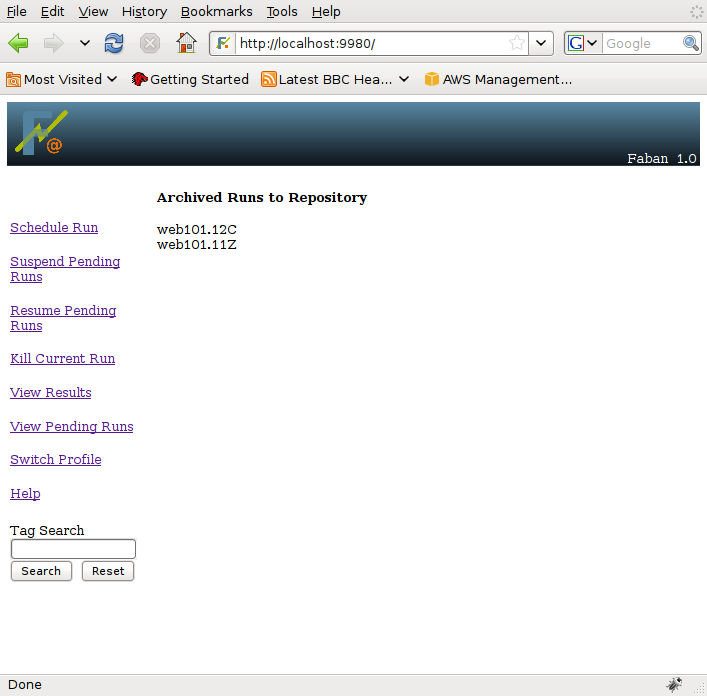 File Edit View History Bookmarks Tools Help
http://localhost:9980/ G Google
Most Visited Getting Started Latest BBC Hea... AWS Management...
@
Faban 1.0
Archived Runs to Repository
web101.12C
web101.11Z
Schedule Run
Suspend Pending
Runs
Resume Pending
Runs
Kill Current Run
View Results
View Pending Runs
Switch Profile
Help
Tag Search
Search Reset
Done